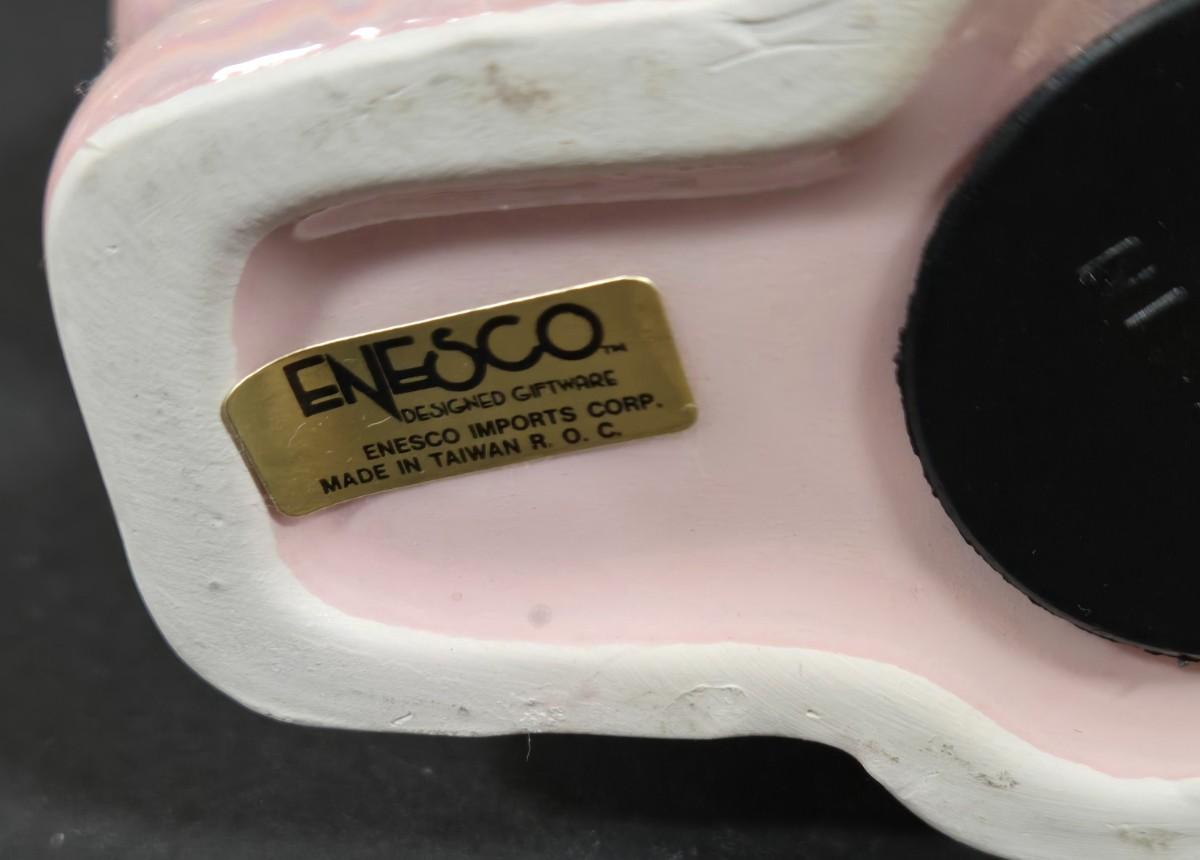 ENESCO™
DESIGNED GIFTWARE
ENESCO IMPORTS CORP.
MADE IN TAIWAN R. O. C.